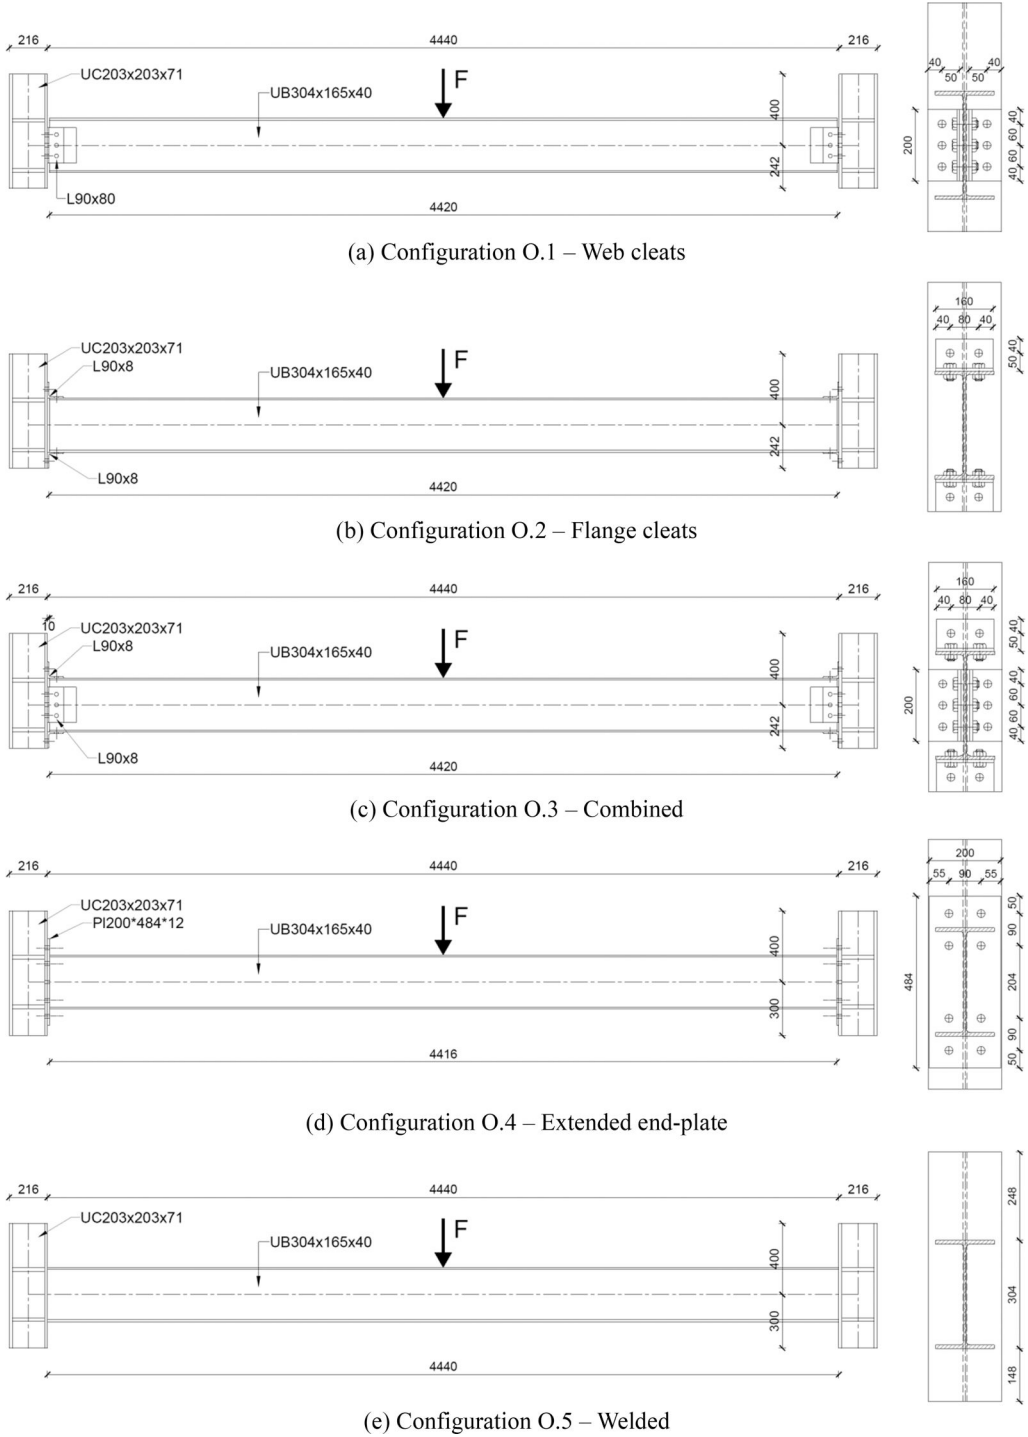 216
4440
216
UC203x203x71
F
UB304x165x40
400
242
L90x80
4420
40
40
50
50
200
40
60
60
40
(a) Configuration O.1 – Web cleats
UC203x203x71
L90x8
F
UB304x165x40
400
242
L90x8
4420
160
40
80
40
40
50
(b) Configuration O.2 – Flange cleats
216
4440
216
10
UC203x203x71
L90x8
F
UB304x165x40
400
242
L90x8
4420
160
40
80
40
40
50
200
40
60
60
40
(c) Configuration O.3 – Combined
216
4440
216
UC203x203x71
Pl200*484*12
F
UB304x165x40
400
300
4416
200
55
90
55
484
50
90
204
90
50
(d) Configuration O.4 – Extended end-plate
216
4440
216
UC203x203x71
F
UB304x165x40
400
300
4440
248
304
148
(e) Configuration O.5 – Welded